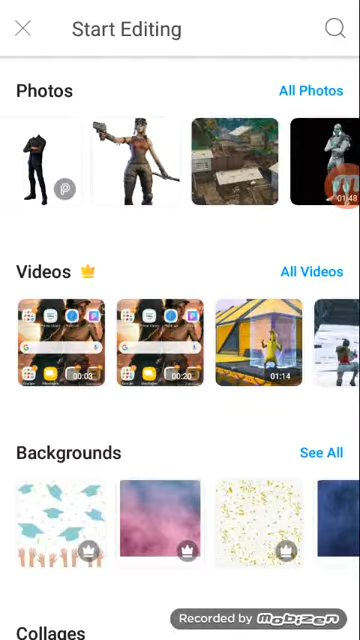 Start Editing
Photos
All Photos
01:48
Videos
All Videos
00:03
00:20
01:14
Backgrounds
See All
Collages
Recorded by Mobizen